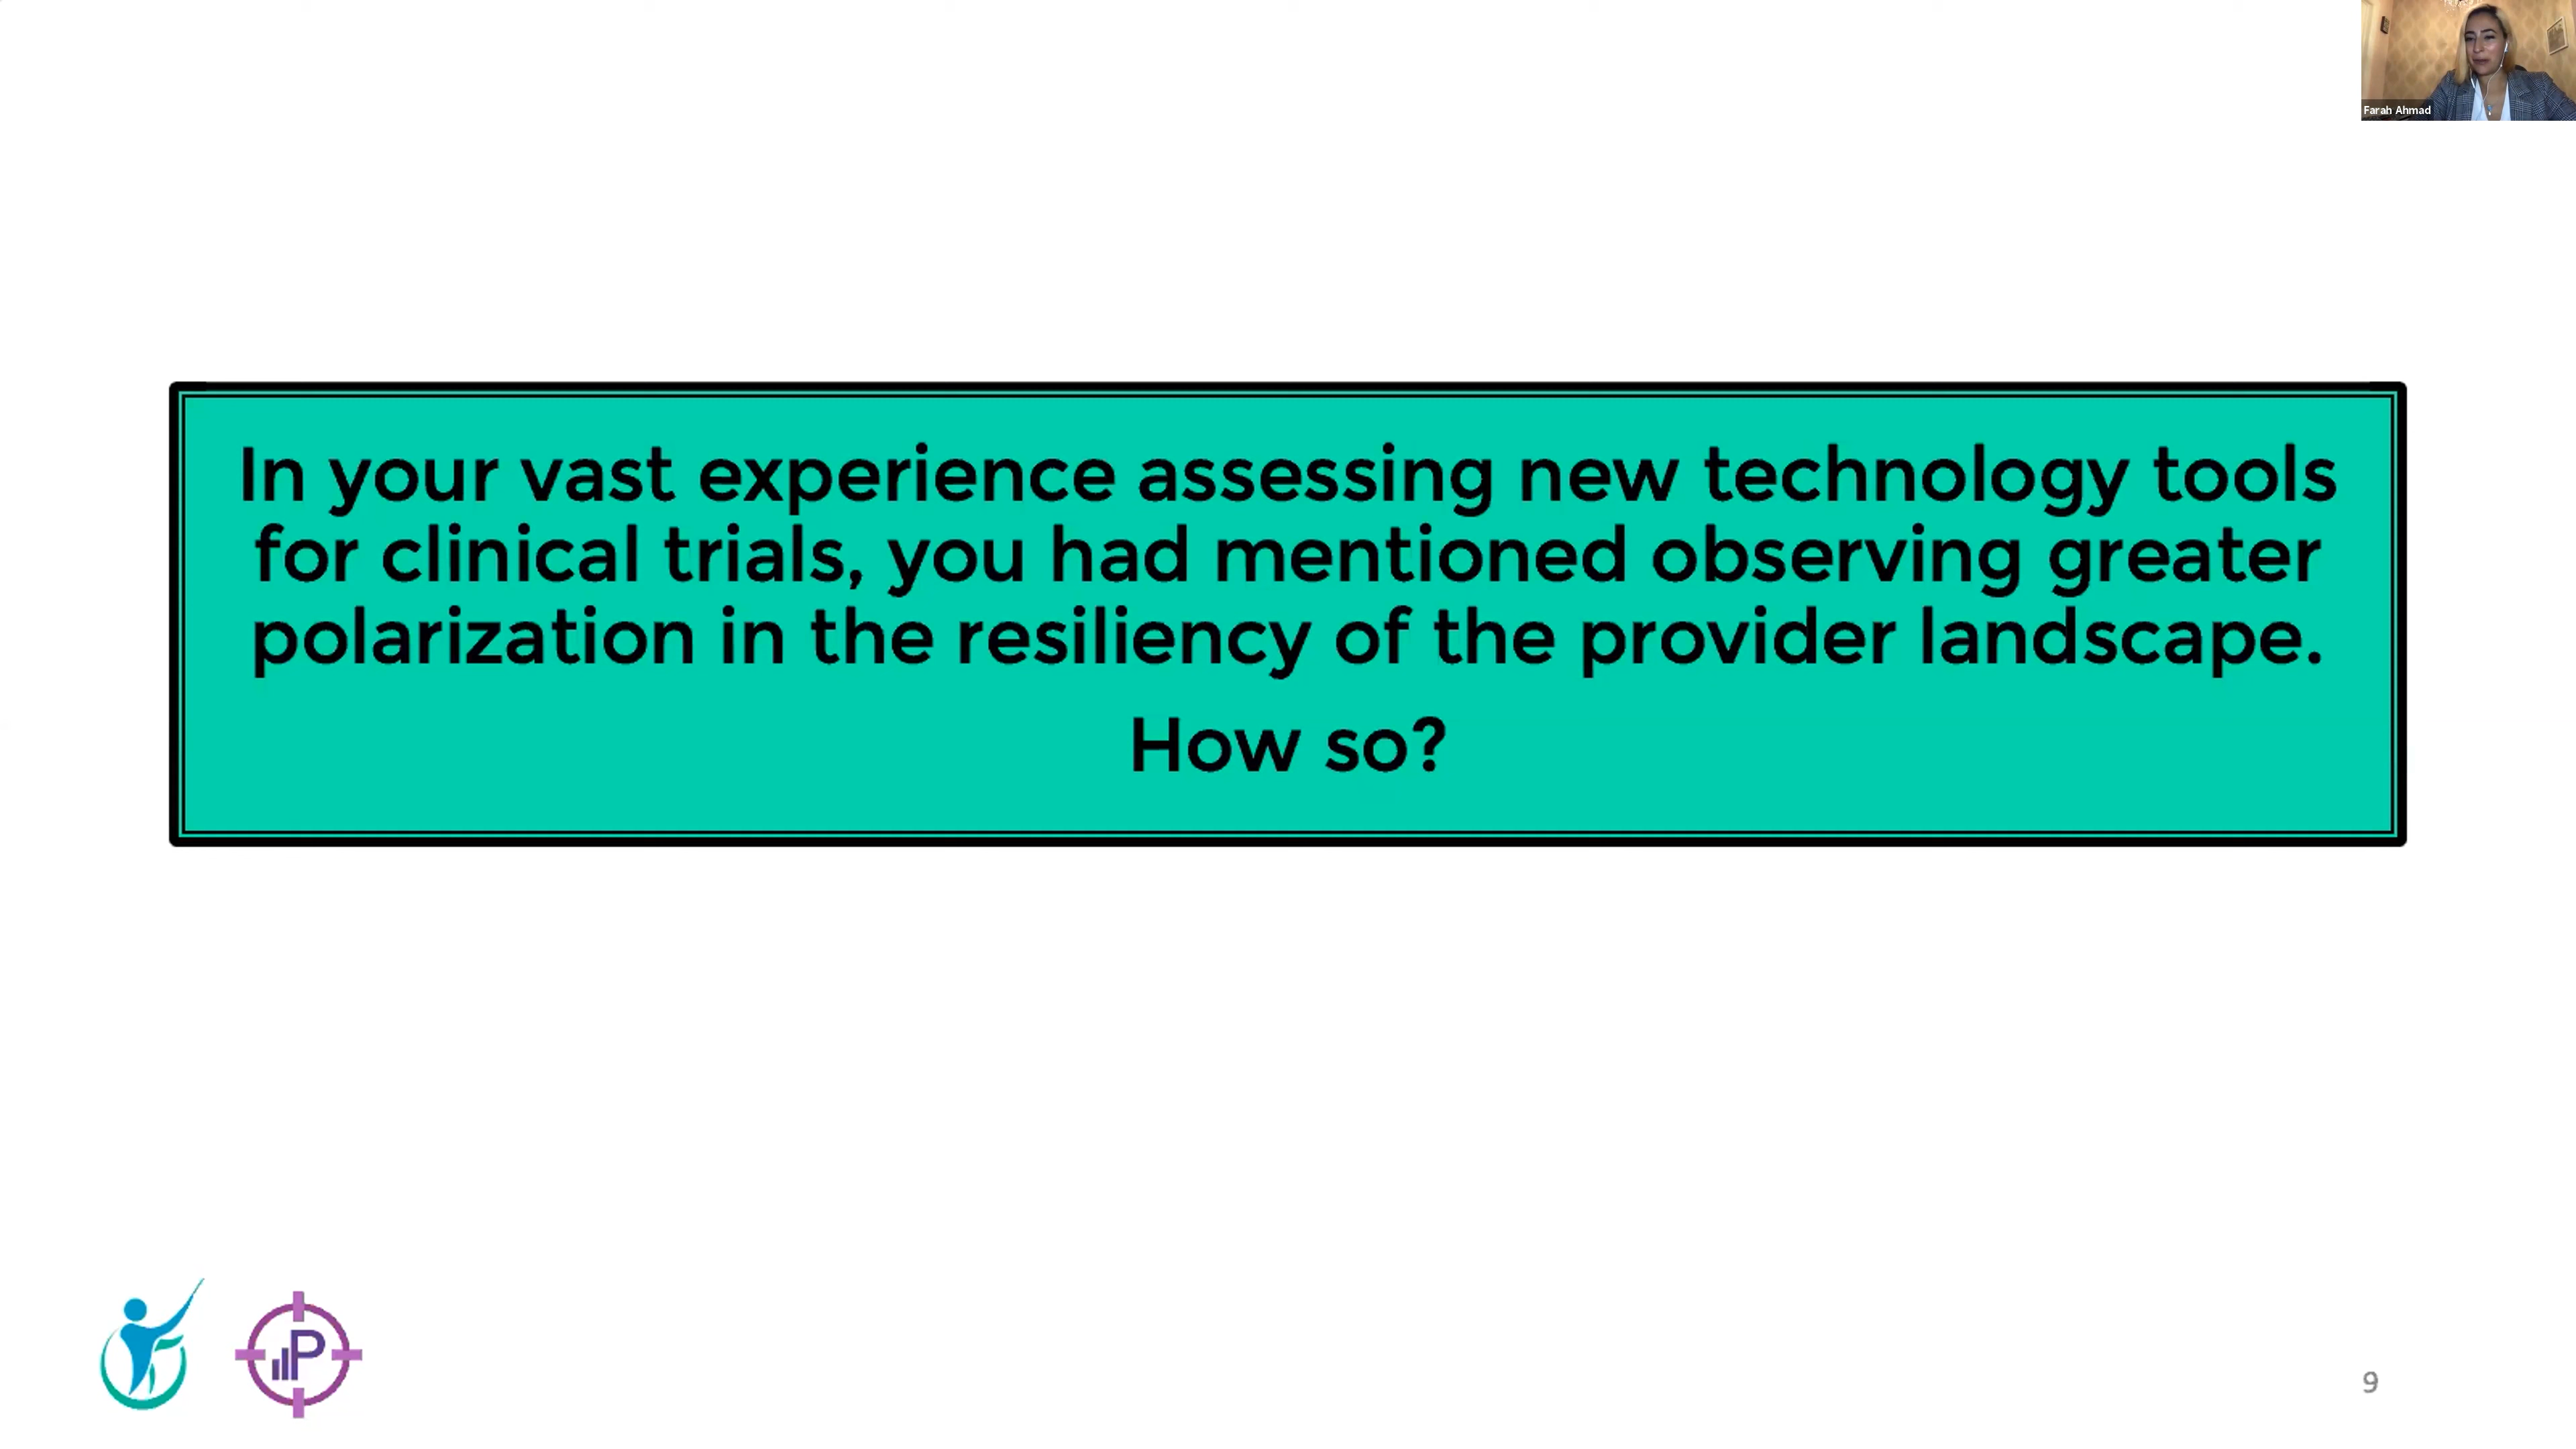 Farah Ahmad
In your vast experience assessing new technology tools
for clinical trials, you had mentioned observing greater
polarization in the resiliency of the provider landscape.
How so?
P
9